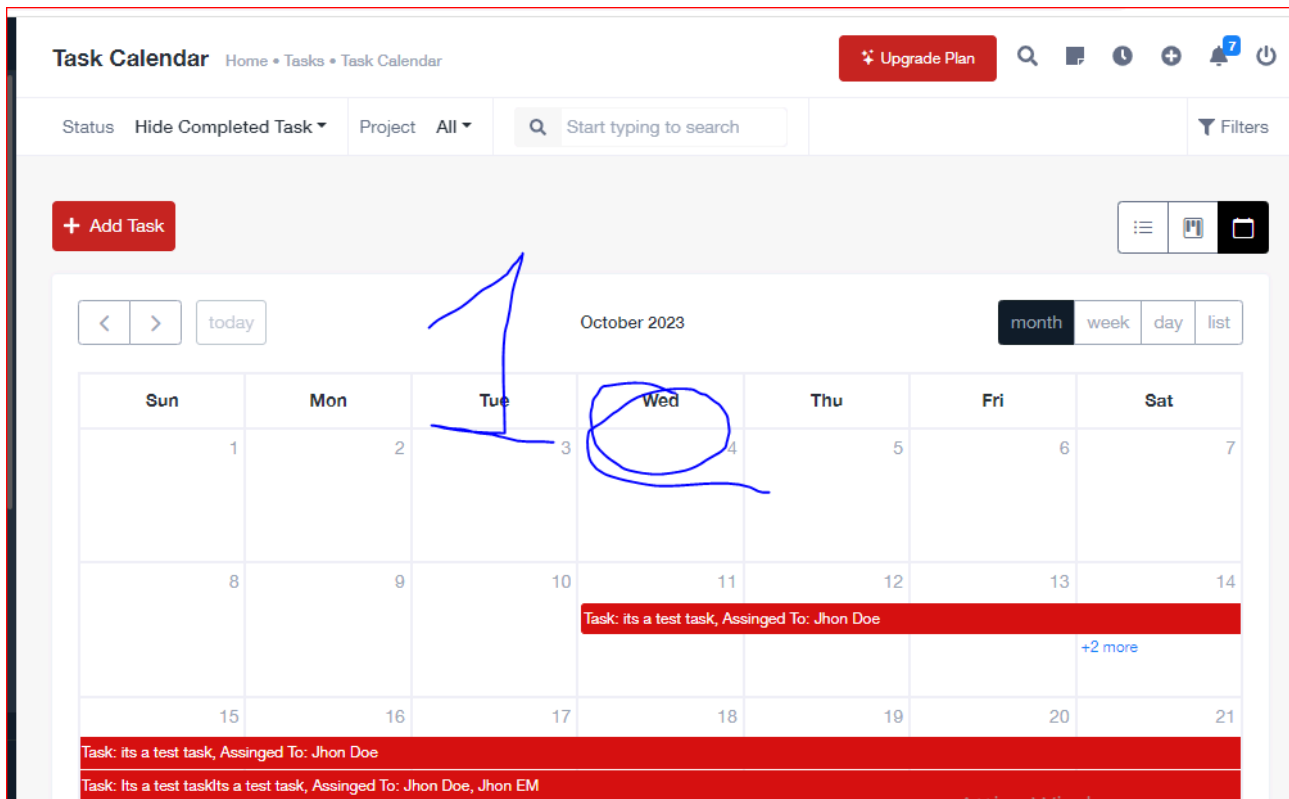 Task Calendar Home • Tasks • Task Calendar Upgrade Plan 7
Status Hide Completed Task Project All Start typing to search Filters
+ Add Task
1
today October 2023 month week day list
Sun Mon Tue Wed Thu Fri Sat
1 2 3 4 5 6 7
8 9 10 11 12 13 14
Task: its a test task, Assinged To: Jhon Doe
+2 more
15 16 17 18 19 20 21
Task: its a test task, Assinged To: Jhon Doe
Task: Its a test taskIts a test task, Assinged To: Jhon Doe, Jhon EM